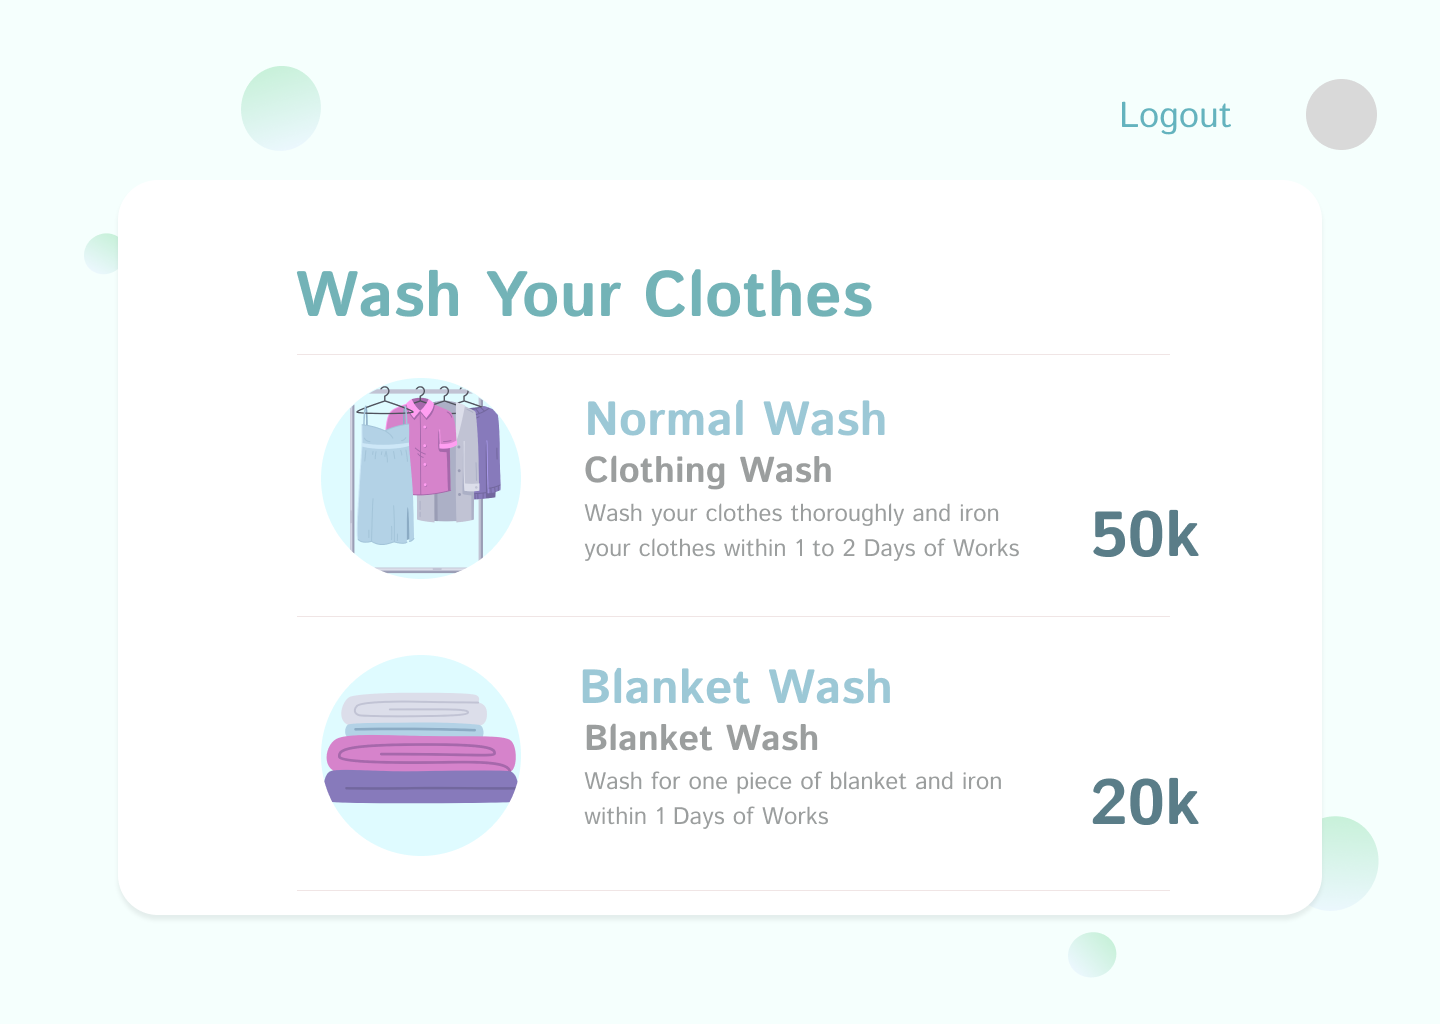 Logout
Wash Your Clothes
Normal Wash
Clothing Wash
Wash your clothes thoroughly and iron
your clothes within 1 to 2 Days of Works
50k
Blanket Wash
Blanket Wash
Wash for one piece of blanket and iron
within 1 Days of Works
20k